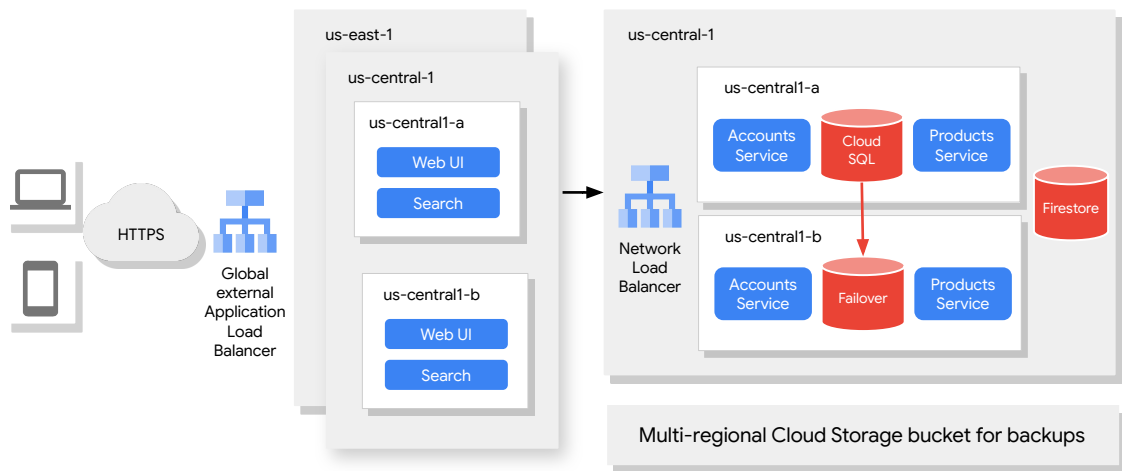 HTTPS
Global
external
Application
Load
Balancer
us-east-1
us-central-1
us-central1-a
Web UI
Search
us-central1-b
Web UI
Search
us-central-1
Network
Load
Balancer
us-central1-a
Accounts
Service
Cloud
SQL
Products
Service
us-central1-b
Accounts
Service
Failover
Products
Service
Firestore
Multi-regional Cloud Storage bucket for backups